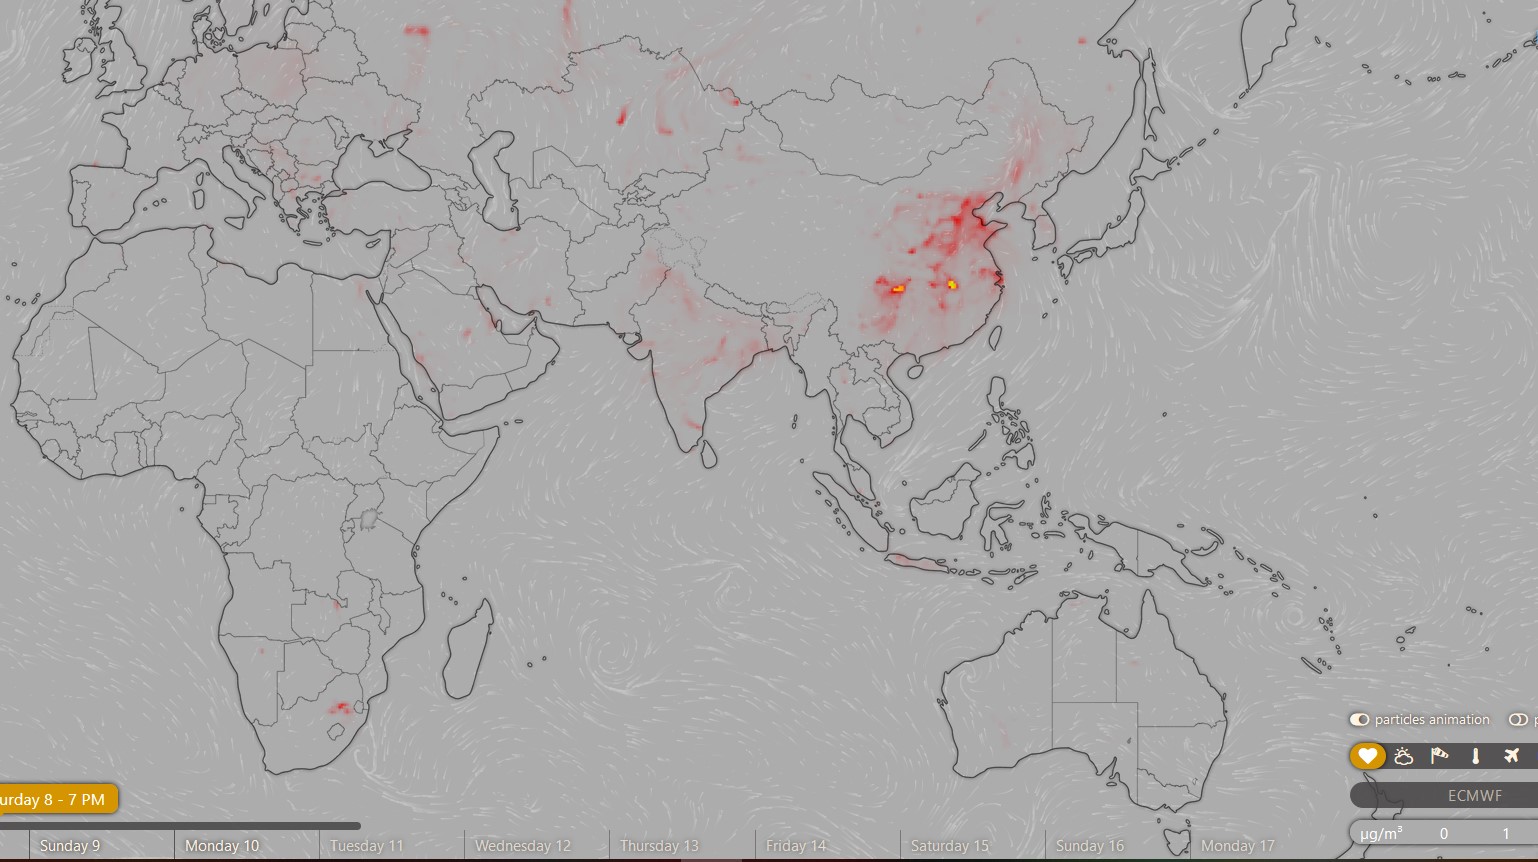 particles animation
urday 8 - 7 PM
ECMWF
µg/m³ 0 1
Sunday 9 Monday 10 Tuesday 11 Wednesday 12 Thursday 13 Friday 14 Saturday 15 Sunday 16 Monday 17